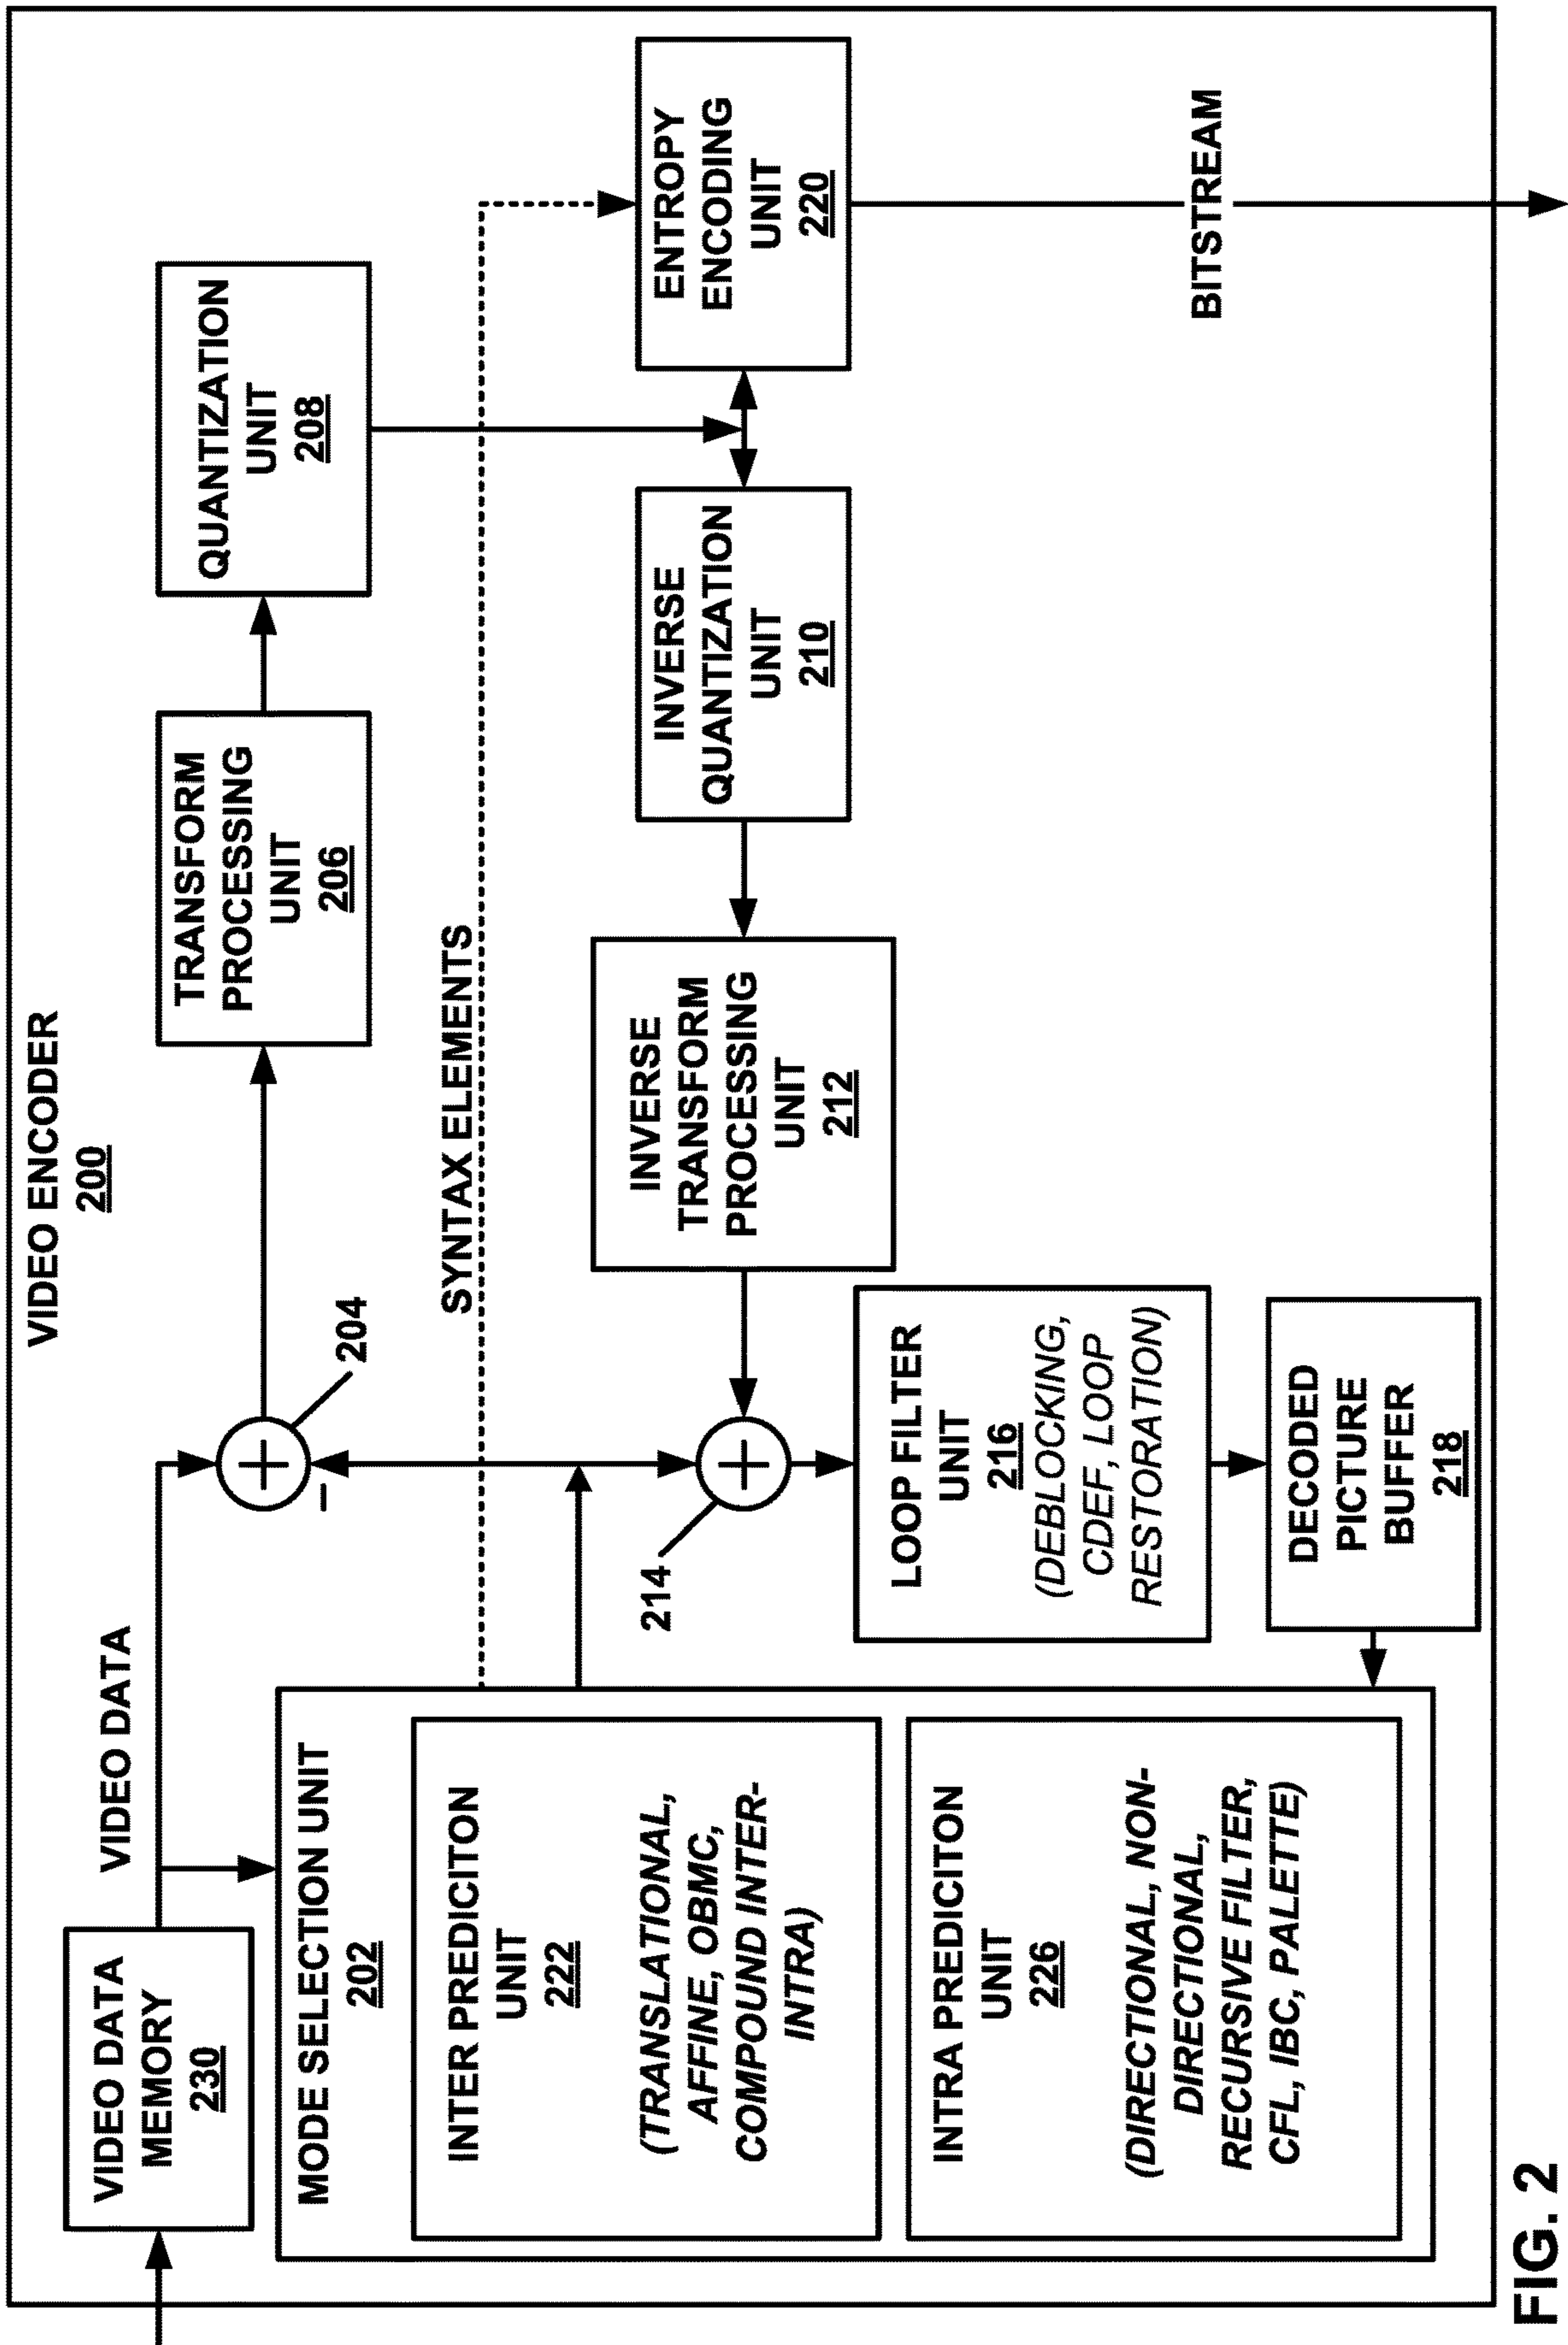 VIDEO ENCODER
200
VIDEO DATA
MEMORY
230
VIDEO DATA
204
-
TRANSFORM
PROCESSING
UNIT
206
QUANTIZATION
UNIT
208
SYNTAX ELEMENTS
MODE SELECTION UNIT
202
INTER PREDICITON
UNIT
222
(TRANSLATIONAL,
AFFINE, OBMC,
COMPOUND INTER-
INTRA)
INTRA PREDICITON
UNIT
226
(DIRECTIONAL, NON-
DIRECTIONAL,
RECURSIVE FILTER,
CFL, IBC, PALETTE)
214
INVERSE
TRANSFORM
PROCESSING
UNIT
212
INVERSE
QUANTIZATION
UNIT
210
ENTROPY
ENCODING
UNIT
220
LOOP FILTER
UNIT
216
(DEBLOCKING,
CDEF, LOOP
RESTORATION)
DECODED
PICTURE
BUFFER
218
BITSTREAM
FIG. 2